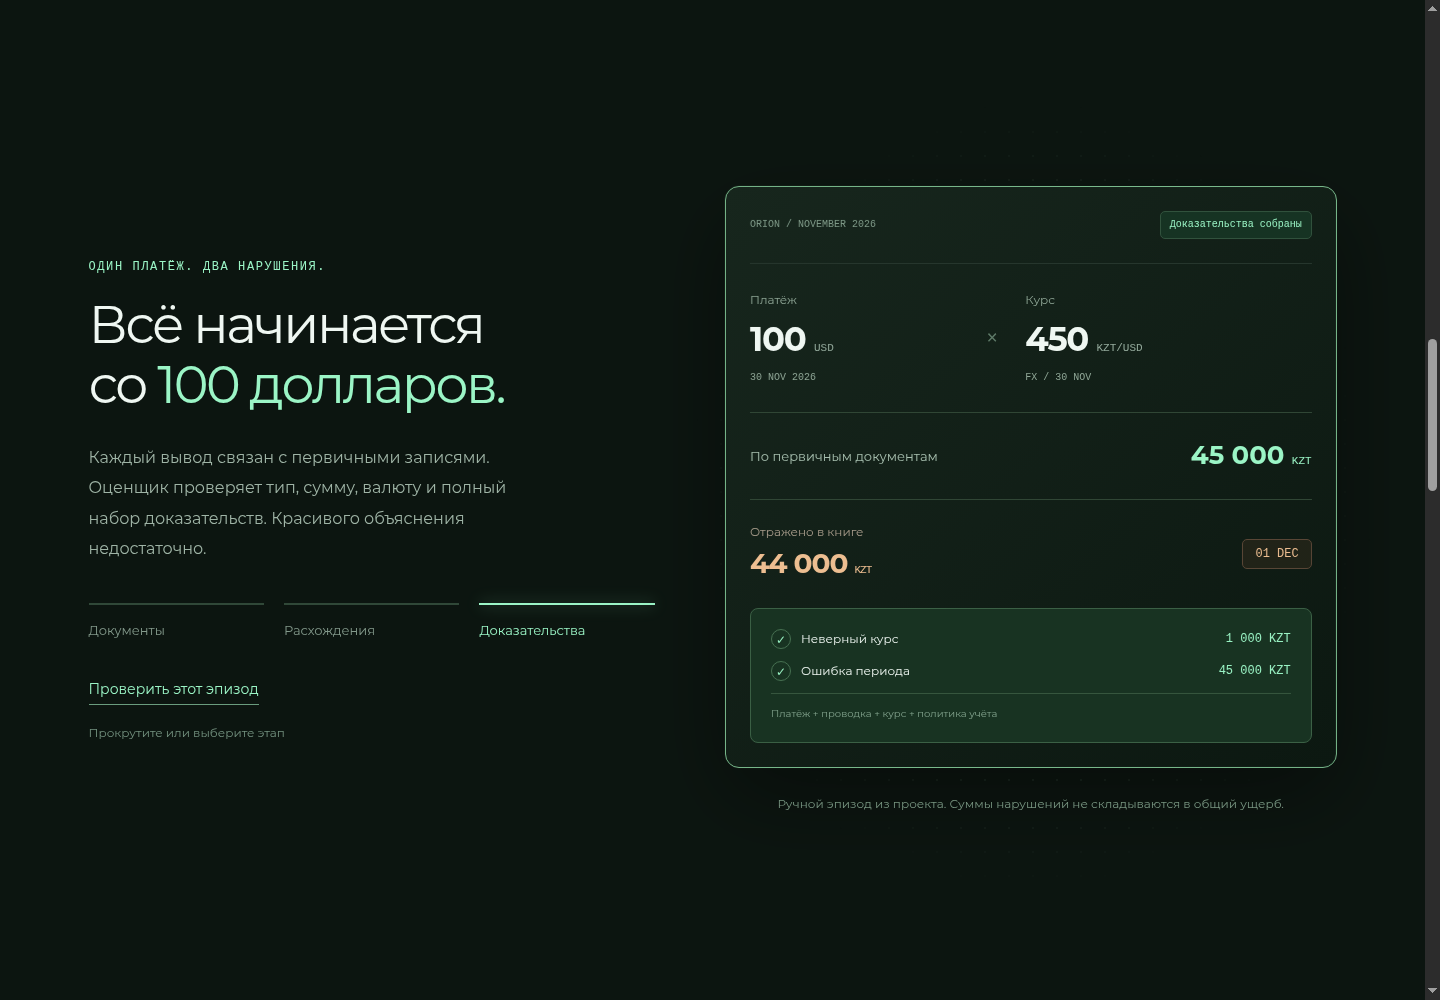 ОДИН ПЛАТЁЖ. ДВА НАРУШЕНИЯ.
Всё начинается
со 100 долларов.
Каждый вывод связан с первичными записями.
Оценщик проверяет тип, сумму, валюту и полный
набор доказательств. Красивого объяснения
недостаточно.
Документы
Расхождения
Доказательства
Проверить этот эпизод
Прокрутите или выберите этап
ORION / NOVEMBER 2026
Доказательства собраны
Платёж
100 USD
30 NOV 2026
×
Курс
450 KZT/USD
FX / 30 NOV
По первичным документам
45 000 KZT
Отражено в книге
44 000 KZT
01 DEC
✓ Неверный курс 1 000 KZT
✓ Ошибка периода 45 000 KZT
Платёж + проводка + курс + политика учёта
Ручной эпизод из проекта. Суммы нарушений не складываются в общий ущерб.